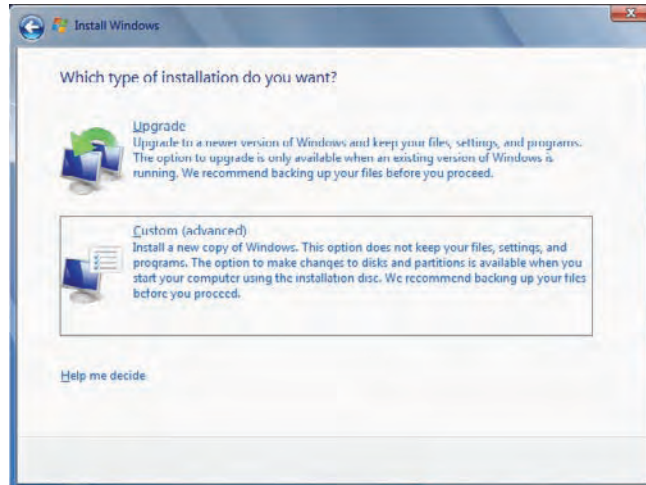 Install Windows
Which type of installation do you want?
Upgrade
Upgrade to a newer version of Windows and keep your files, settings, and programs.
The option to upgrade is only available when an existing version of Windows is
running. We recommend backing up your files before you proceed.
Custom (advanced)
Install a new copy of Windows. This option does not keep your files, settings, and
programs. The option to make changes to disks and partitions is available when you
start your computer using the installation disc. We recommend backing up your files
before you proceed.
Help me decide